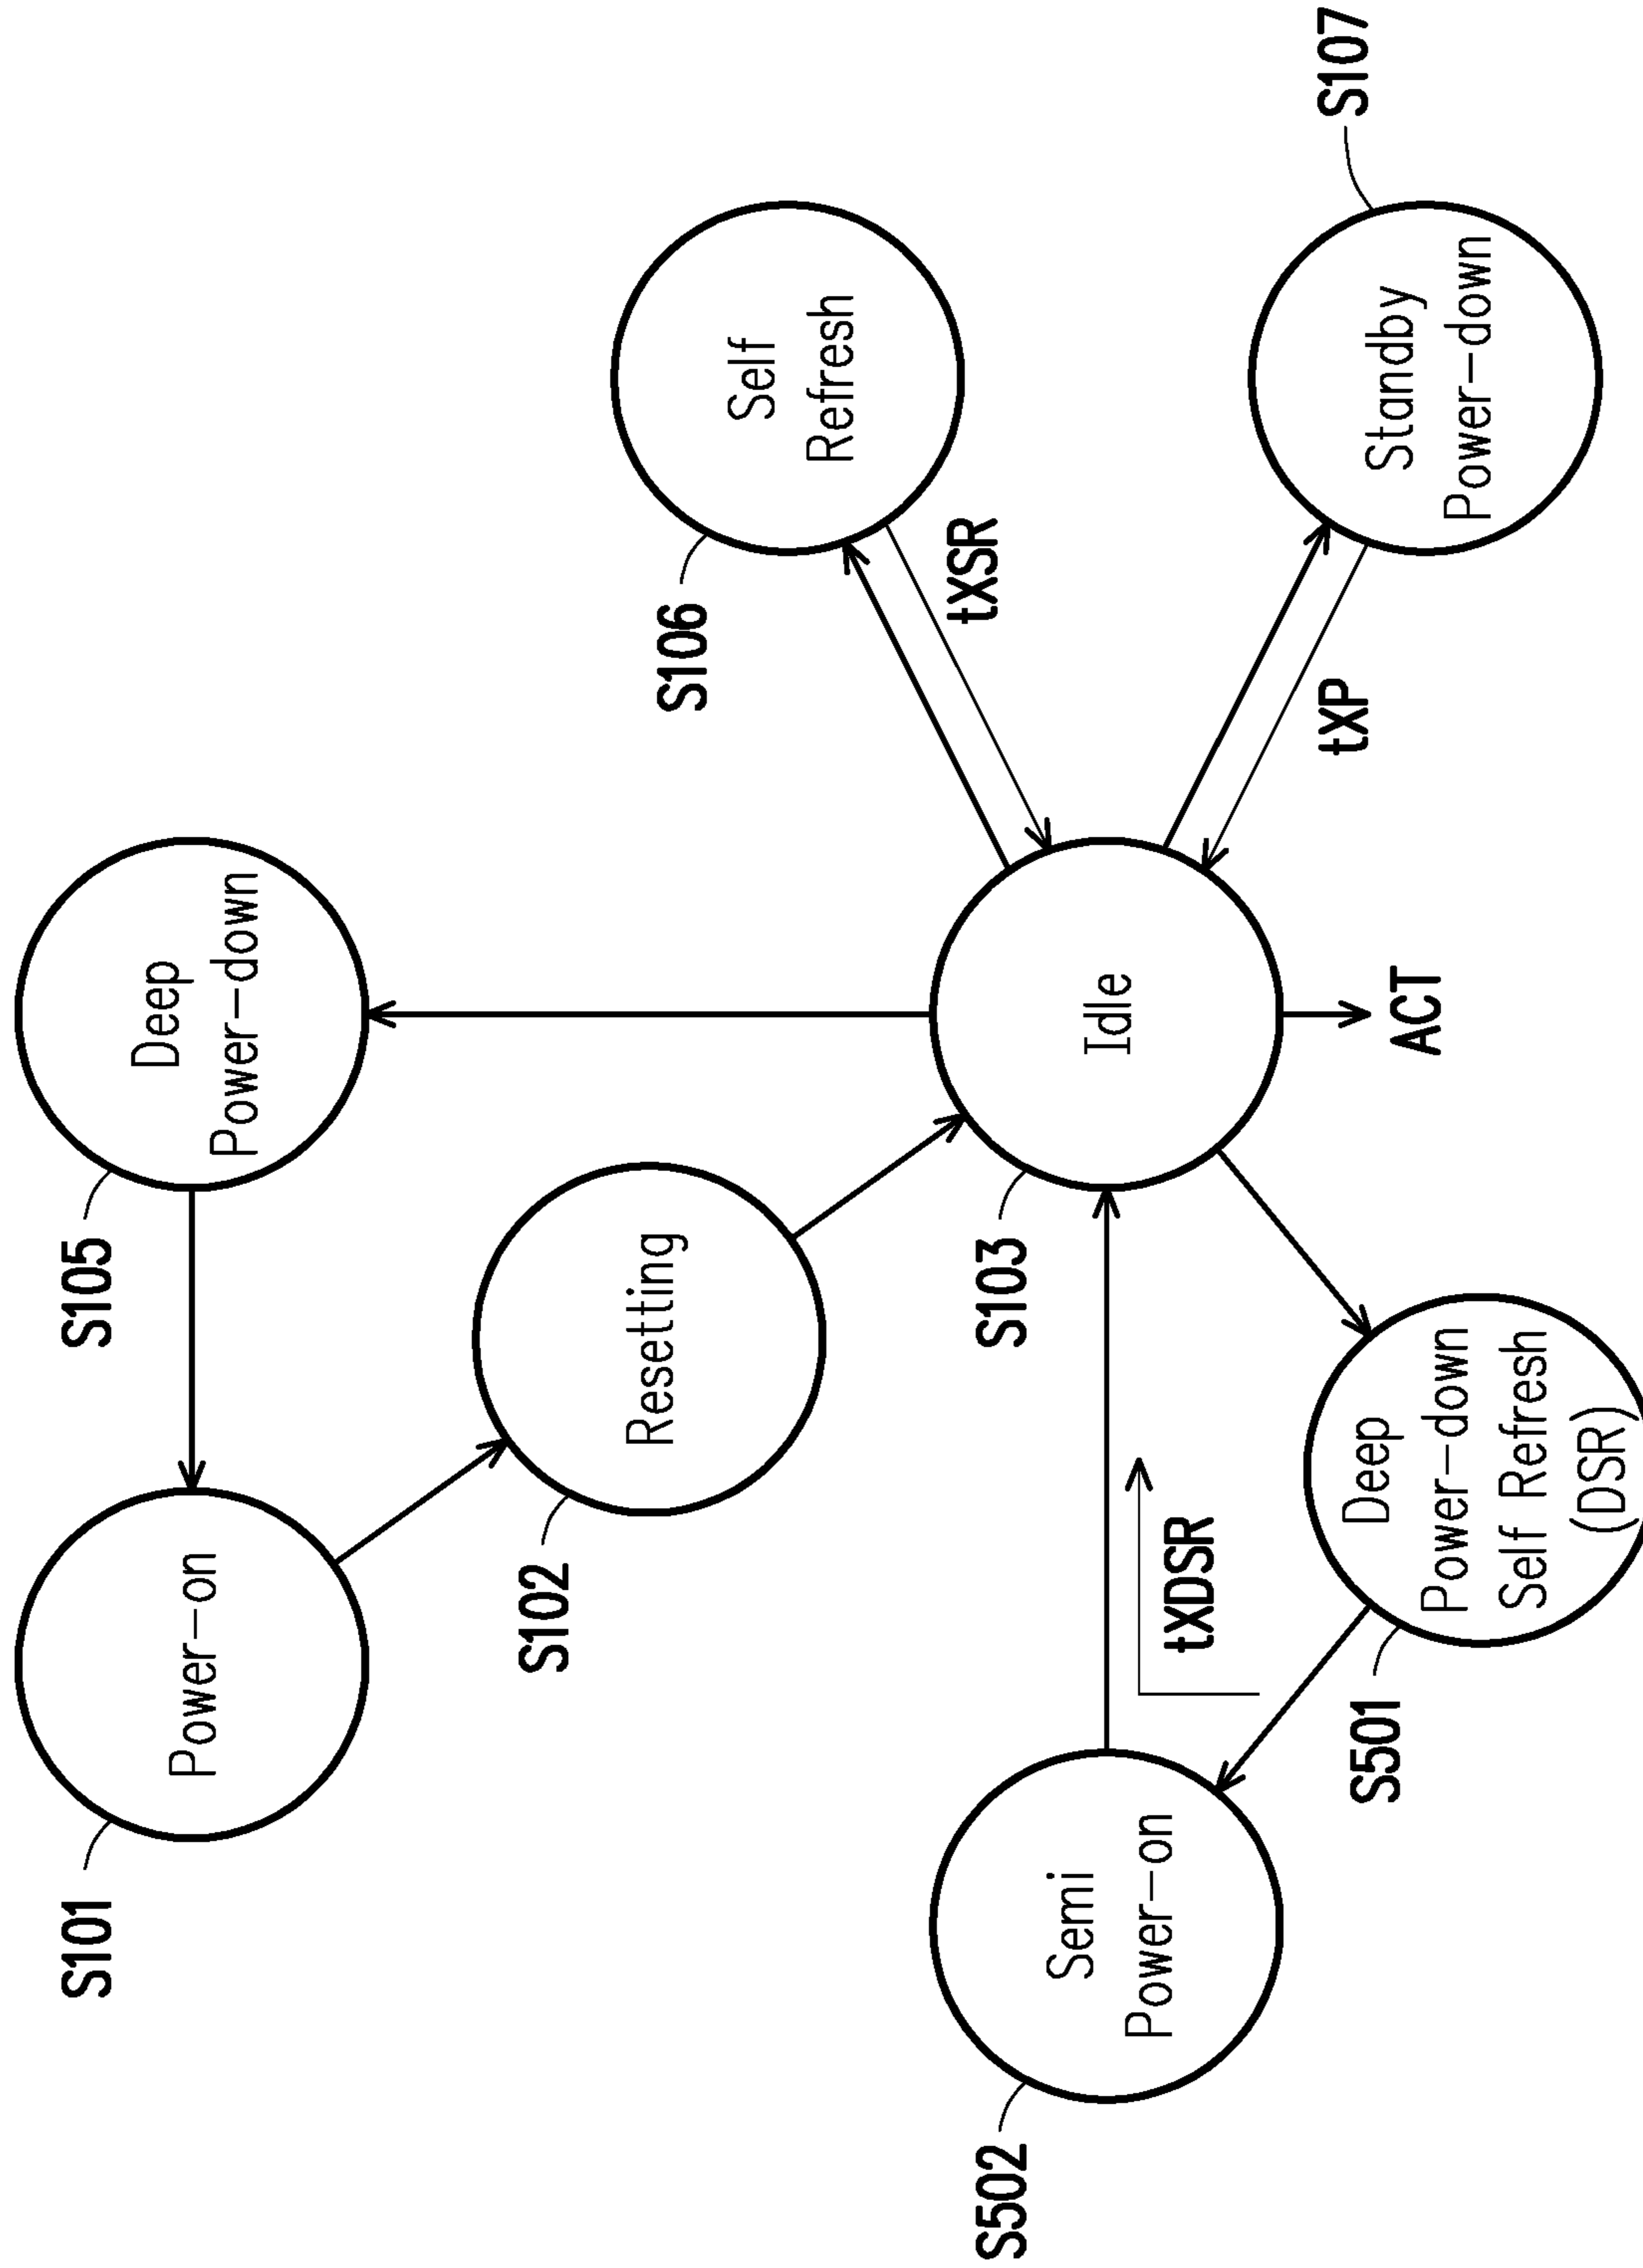 S101
Power-on
S105
Deep
Power-down
S102
Resetting
S106
Self
Refresh
tXSR
S502
Semi
Power-on
S103
Idle
tXDSR
tXP
ACT
S501
Deep
Power-down
Self Refresh
(DSR)
S107
Standby
Power-down